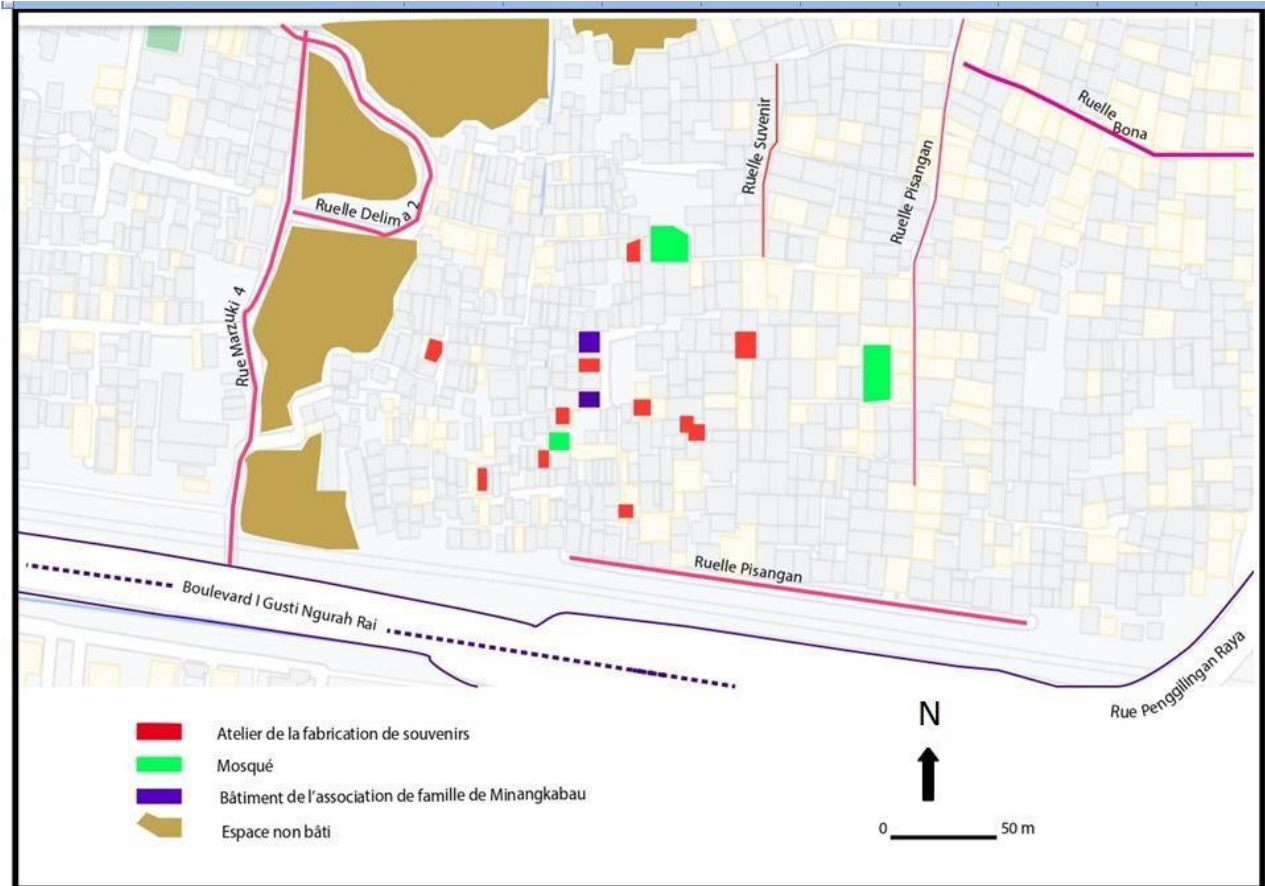 Ruelle Suvenir
Ruelle Pisangan
Ruelle
Bona
Ruelle Delima 2
Rue Marzuki 4
Ruelle Pisangan
Boulevard I Gusti Ngurah Rai
Rue Penggilingan Raya
Atelier de la fabrication de souvenirs
Mosqué
Bâtiment de l'association de famille de Minangkabau
Espace non bâti
N
0 50 m